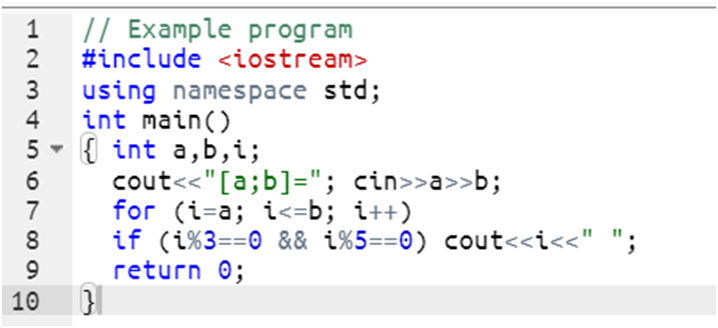 1 // Example program
2 #include <iostream>
3 using namespace std;
4 int main()
5 { int a,b,i;
6 cout<<"[a;b]="; cin>>a>>b;
7 for (i=a; i<=b; i++)
8 if (i%3==0 && i%5==0) cout<<i<<" ";
9 return 0;
10 }